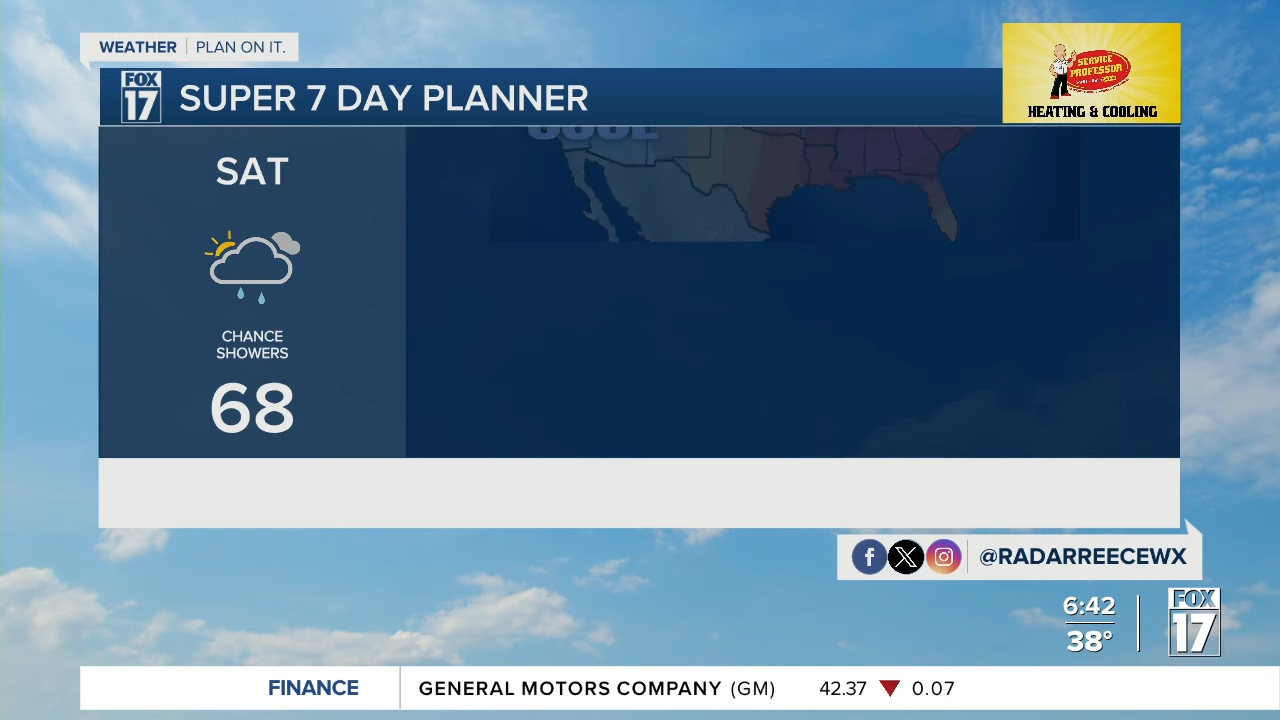 WEATHER | PLAN ON IT.
FOX 17
SUPER 7 DAY PLANNER
SERVICE
PROFESSOR
HEATING & COOLING
COOL
SAT
CHANCE
SHOWERS
68
@RADARREECEWX
6:42
38°
FOX
17
FINANCE
GENERAL MOTORS COMPANY (GM) 42.37 0.07